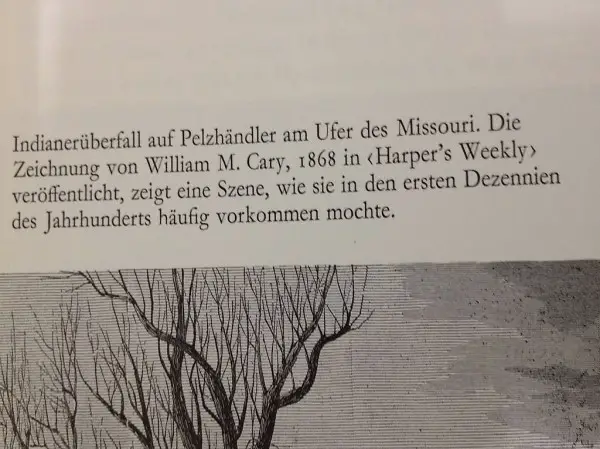 Indianerüberfall auf Pelzhändler am Ufer des Missouri. Die
Zeichnung von William M. Cary, 1868 in ‹Harper's Weekly›
veröffentlicht, zeigt eine Szene, wie sie in den ersten Dezennien
des Jahrhunderts häufig vorkommen mochte.